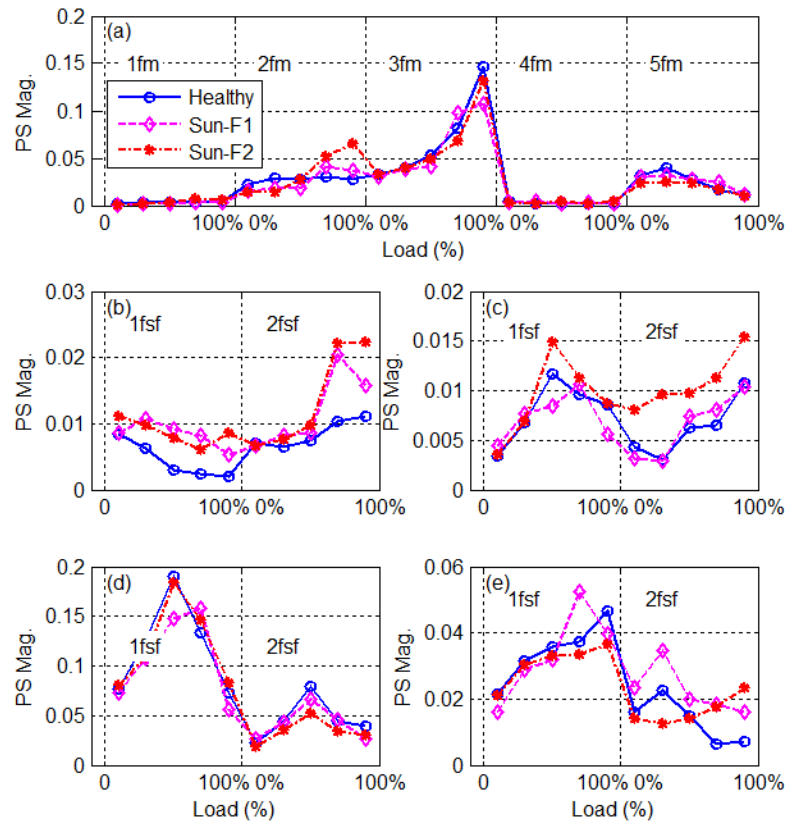 0.2
(a)
0.15
1fm 2fm 3fm 4fm 5fm
Healthy
0.1
PS Mag.
Sun-F1
0.05
Sun-F2
0
0 100% 0% 100% 0% 100% 0% 100% 0% 100%
Load (%)
0.03 0.02
(b) (c)
1fsf 2fsf 1fsf 2fsf
0.015
0.02
PS Mag. PS Mag.
0.01
0.01
0.005
0 0
0 100% 0% 100% 0 100% 0% 100%
0.2 0.06
(d) (e)
1fsf 2fsf
0.15
0.04
1fsf 2fsf
PS Mag. PS Mag.
0.1
0.02
0.05
0 0
0 100% 0% 100% 0 100% 0% 100%
Load (%) Load (%)